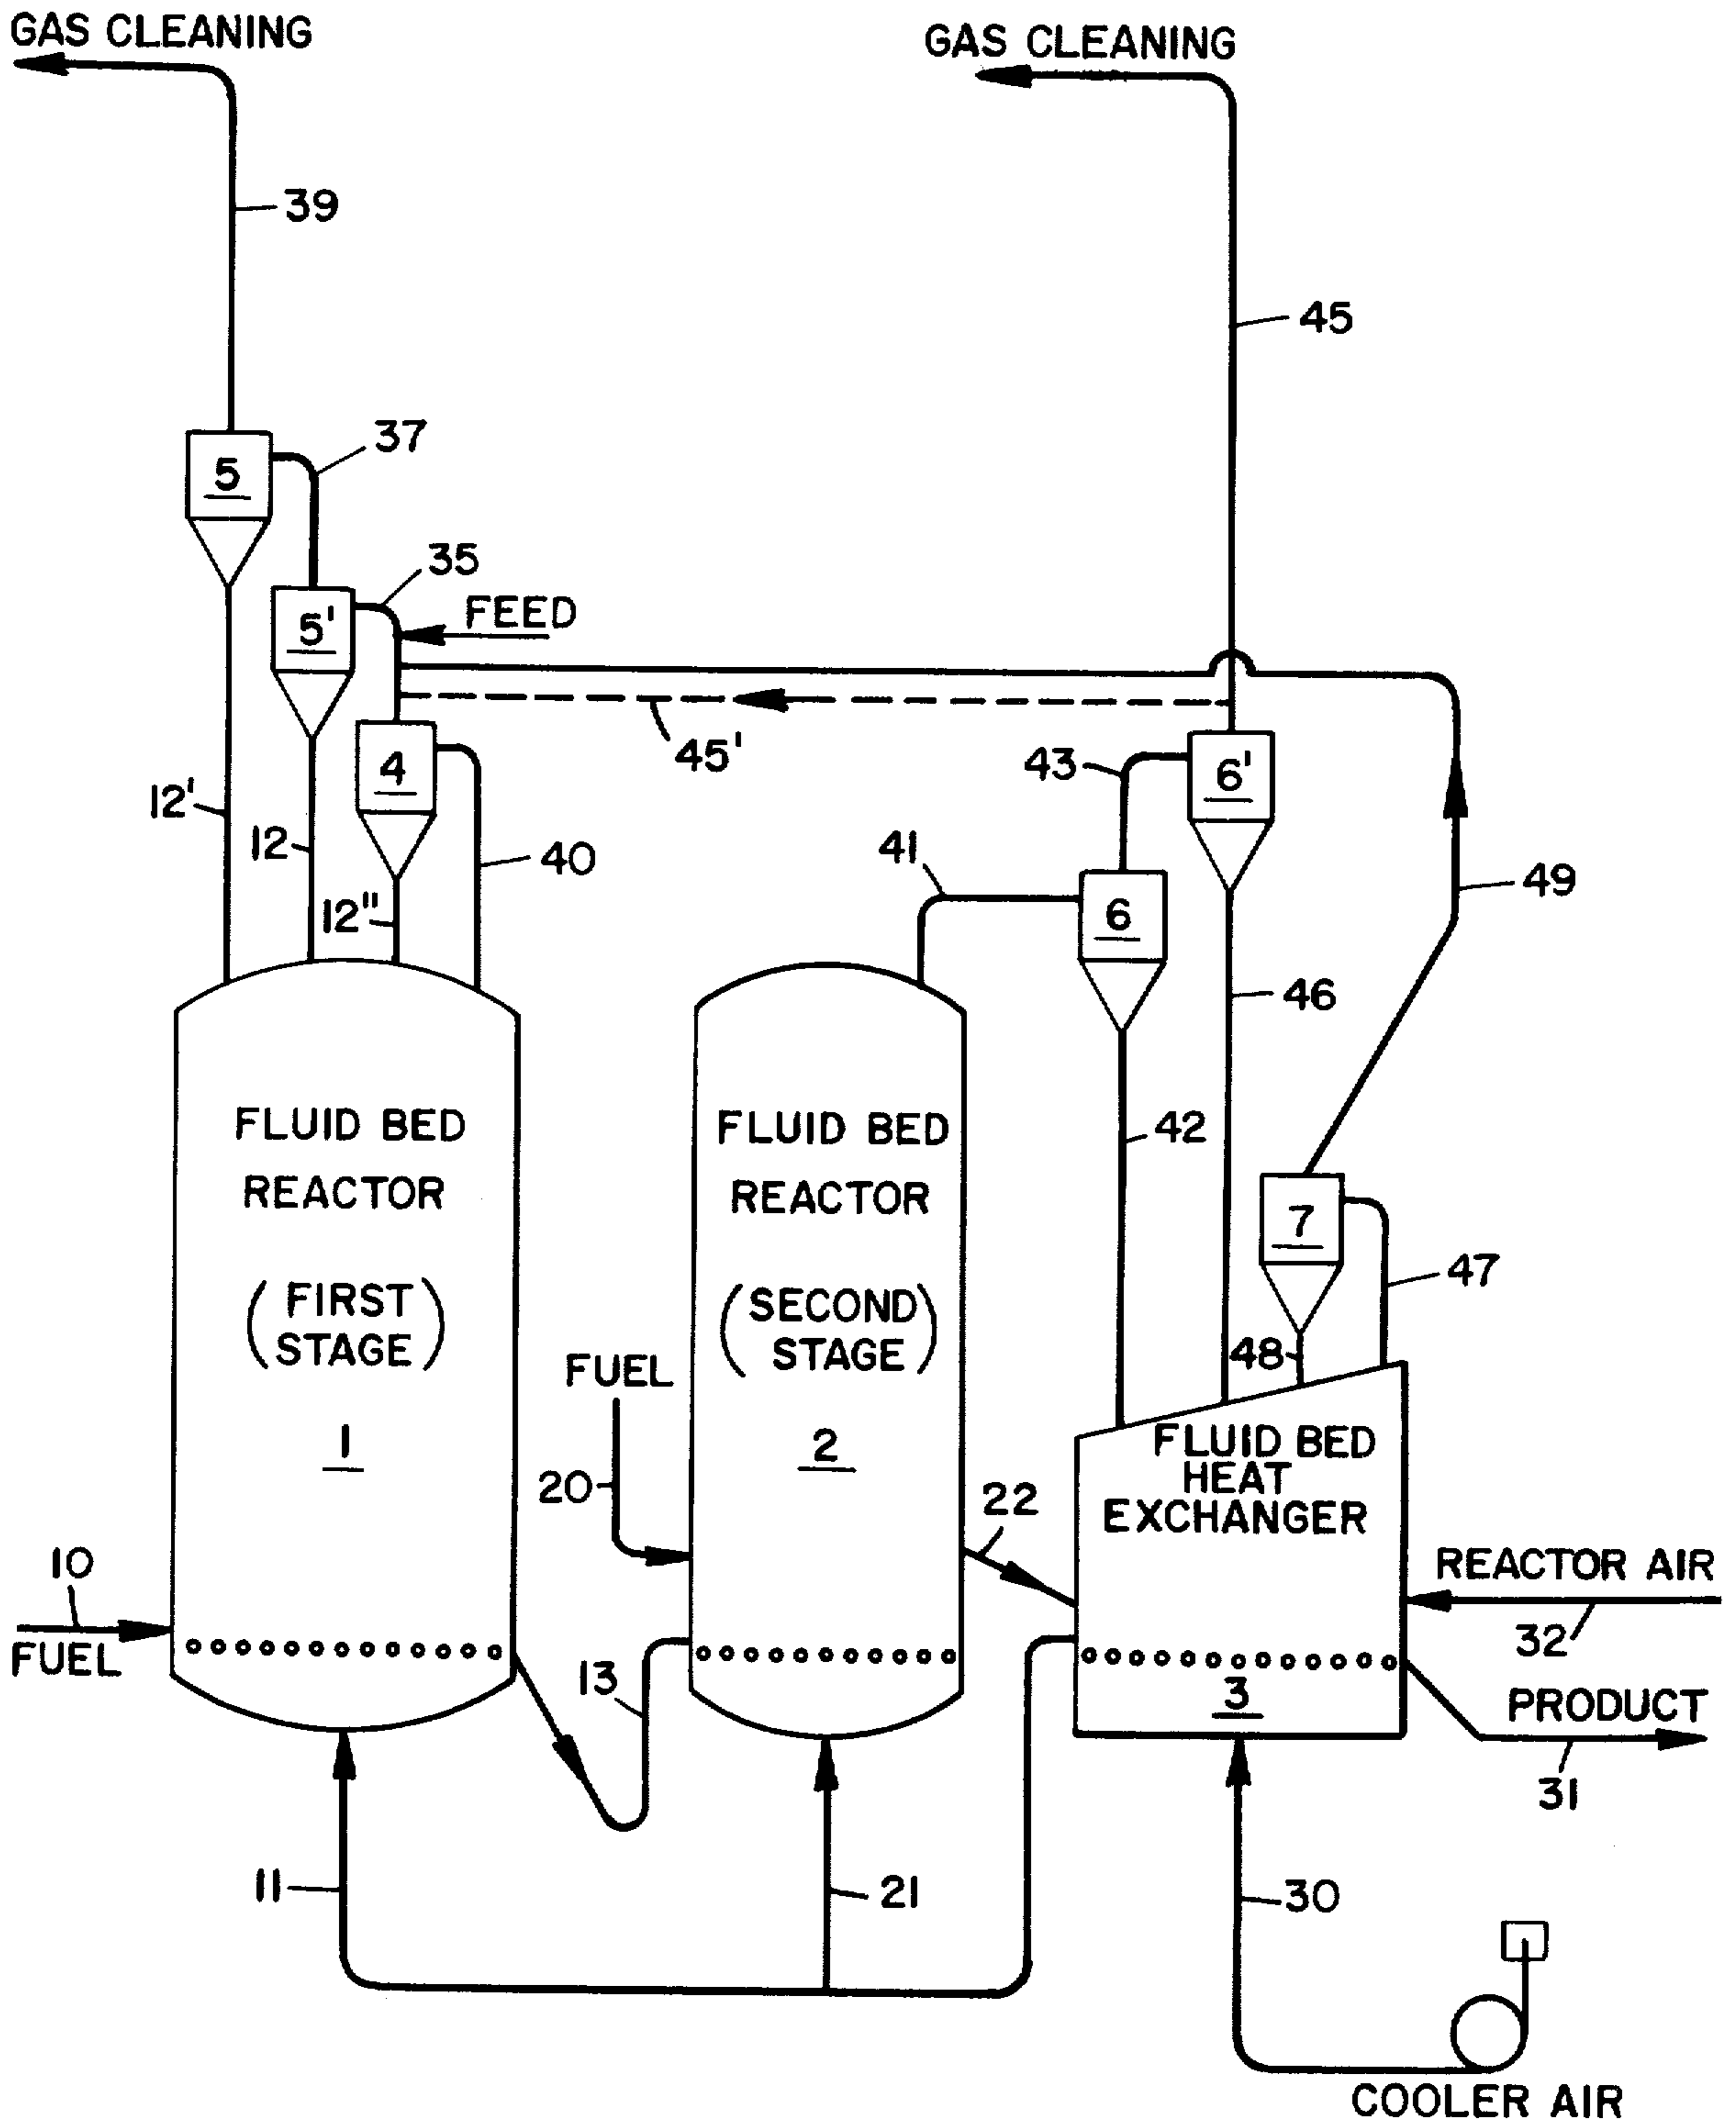 GAS CLEANING
GAS CLEANING
39
45
37
5
35
FEED
5'
45'
4
43
6'
12'
12
40
41
49
12"
6
46
FLUID BED
REACTOR
(FIRST
STAGE)
1
FLUID BED
REACTOR
(SECOND
STAGE)
2
42
7
47
48
FUEL
20
22
FLUID BED
HEAT
EXCHANGER
3
10
FUEL
REACTOR AIR
32
13
PRODUCT
31
11
21
30
COOLER AIR